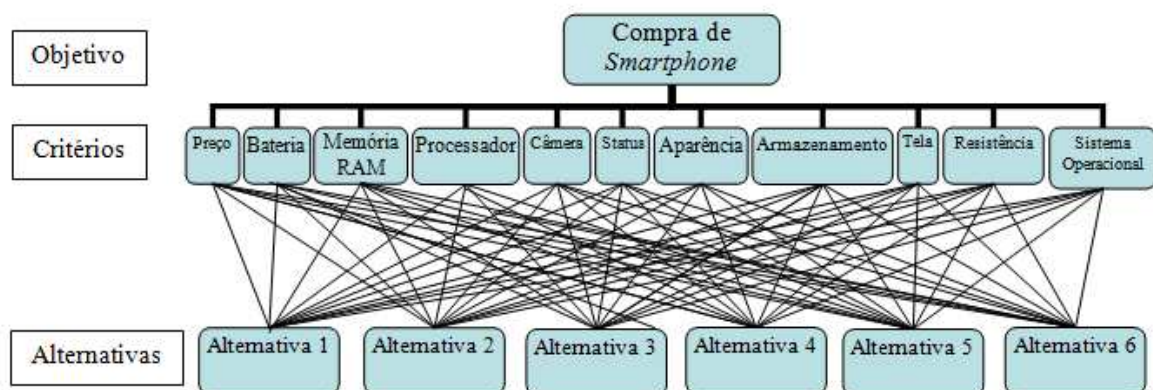 Objetivo
Compra de
Smartphone
Critérios
Preço
Bateria
Memória
RAM
Processador
Câmera
Status
Aparência
Armazenamento
Tela
Resistência
Sistema
Operacional
Alternativas
Alternativa 1
Alternativa 2
Alternativa 3
Alternativa 4
Alternativa 5
Alternativa 6